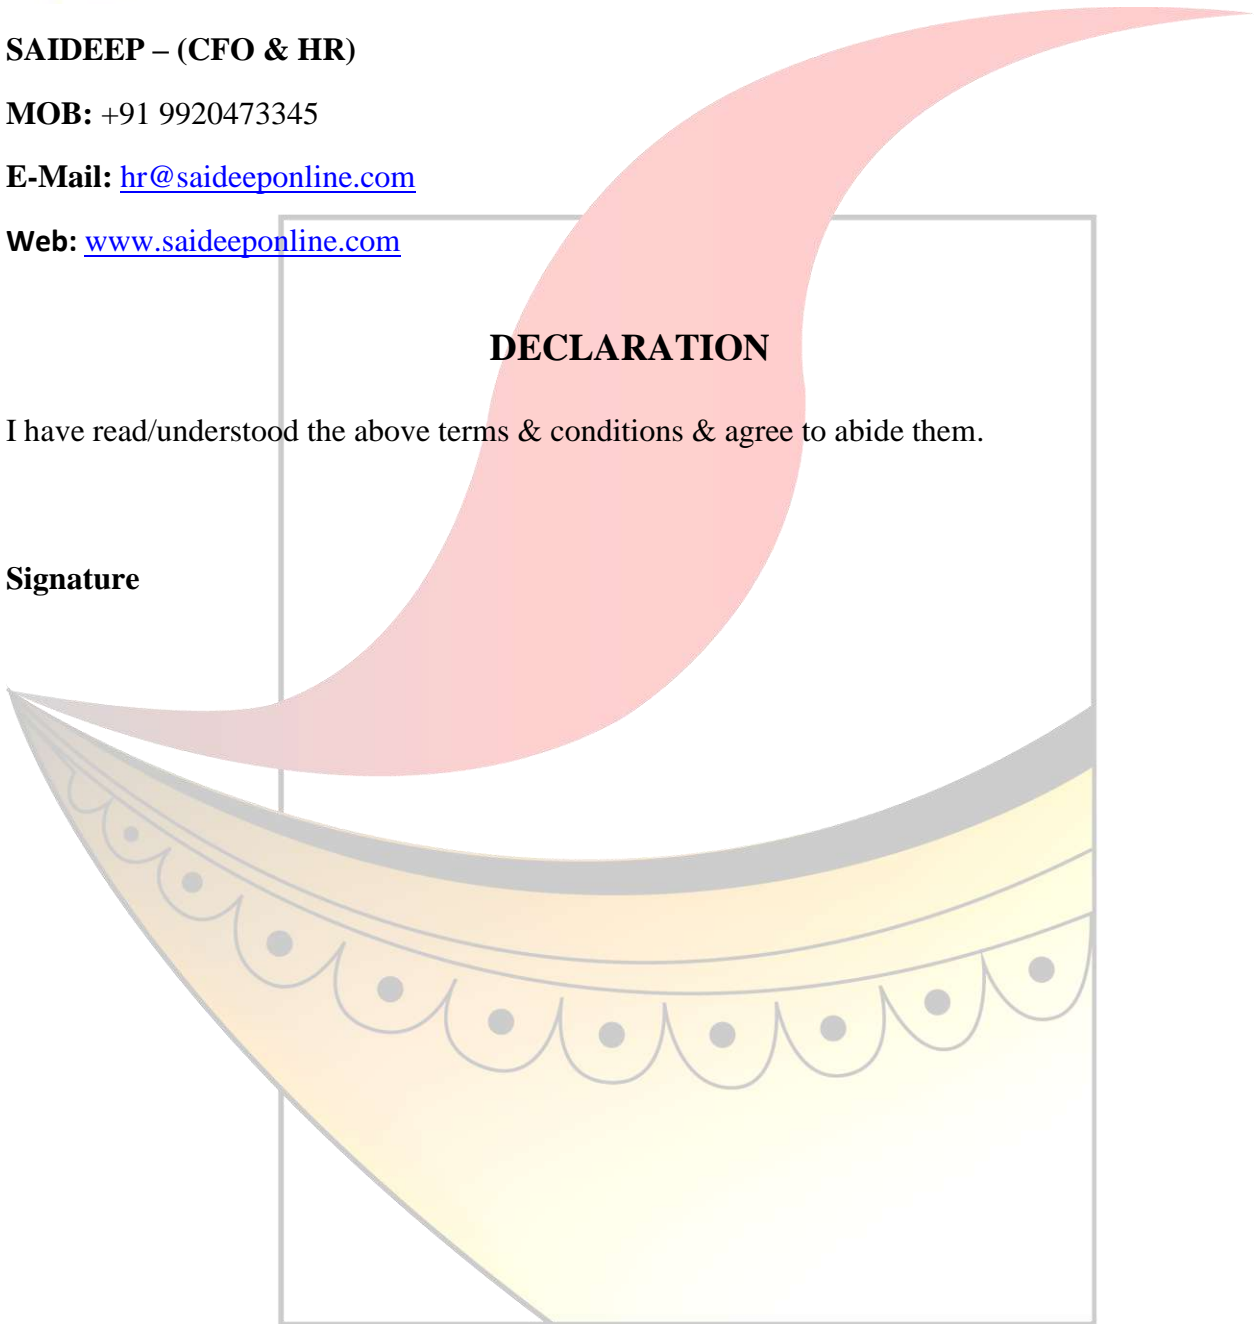 SAIDEEP – (CFO & HR)
MOB: +91 9920473345
E-Mail: hr@saideeponline.com
Web: www.saideeponline.com
DECLARATION
I have read/understood the above terms & conditions & agree to abide them.
Signature